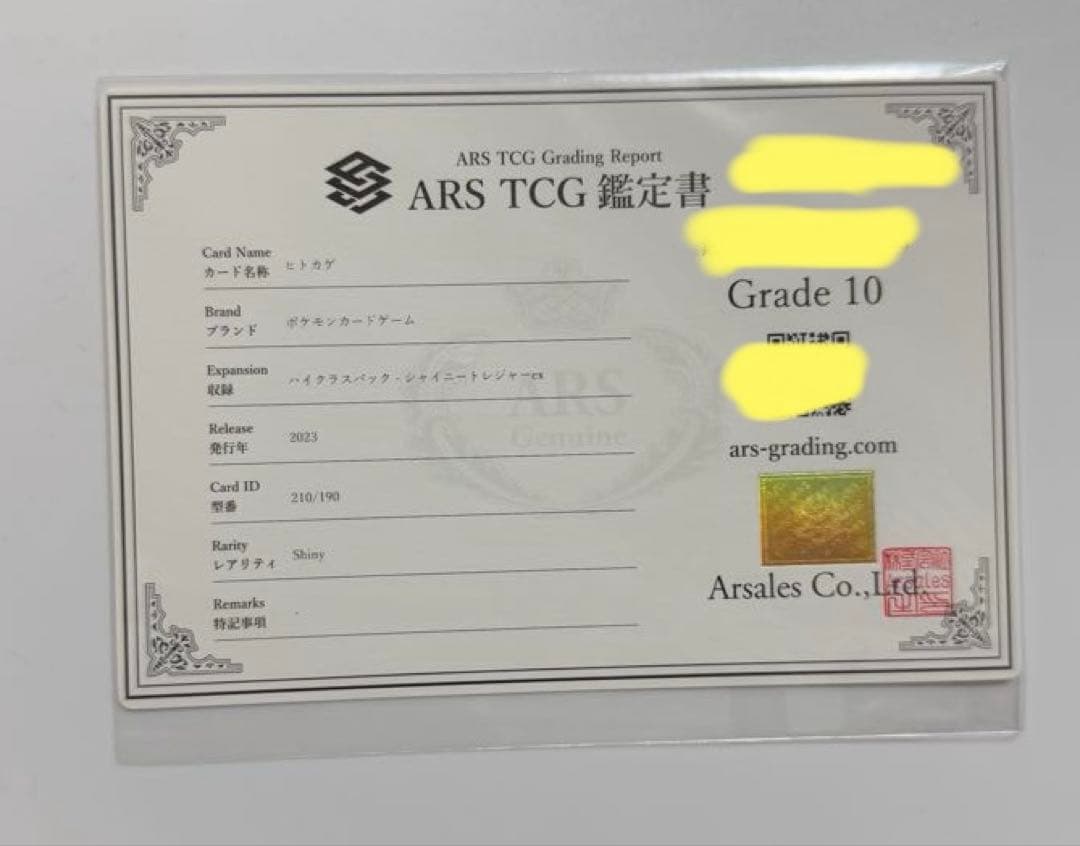 ARS TCG Grading Report
ARS TCG 鑑定書
Card Name
カード名称 ヒトカゲ
Brand
ブランド ポケモンカードゲーム
Expansion
収録 ハイクラスパック - シャイニートレジャーex
Release
発行年 2023
Card ID
型番 210/190
Rarity
レアリティ Shiny
Remarks
特記事項 -
ARS
Genuine
Grade 10
ars-grading.com
Arsales Co.,Ltd.